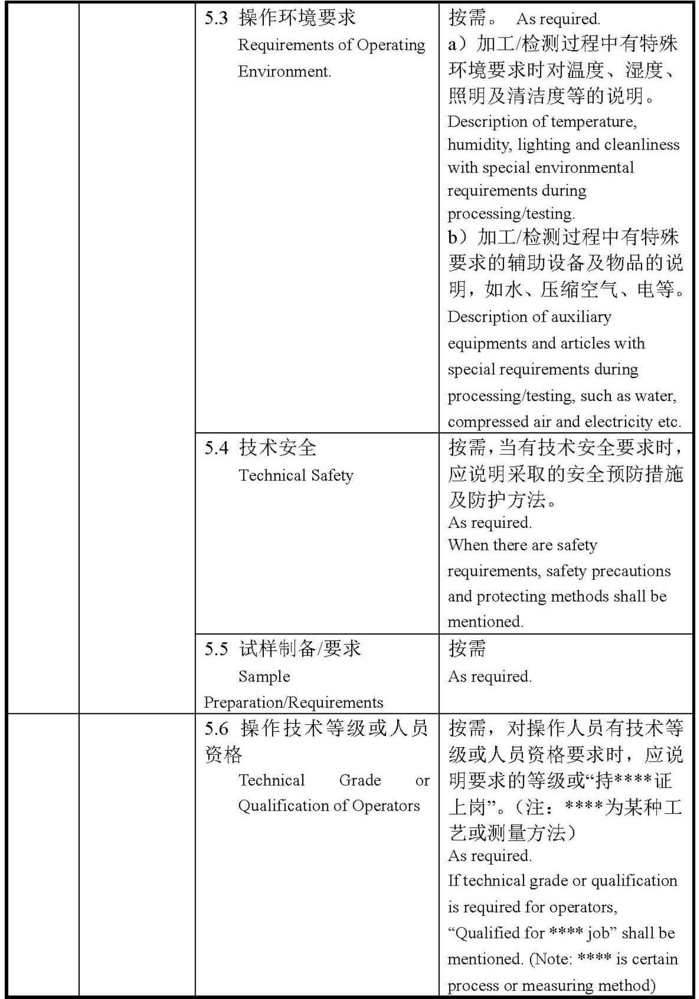 5.3 操作环境要求
Requirements of Operating
Environment.
按需。 As required.
a）加工/检测过程中有特殊
环境要求时对温度、湿度、
照明及清洁度等的说明。
Description of temperature,
humidity, lighting and cleanliness
with special environmental
requirements during
processing/testing.
b）加工/检测过程中有特殊
要求的辅助设备及物品的说
明，如水、压缩空气、电等。
Description of auxiliary
equipments and articles with
special requirements during
processing/testing, such as water,
compressed air and electricity etc.
5.4 技术安全
Technical Safety
按需，当有技术安全要求时，
应说明采取的安全预防措施
及防护方法。
As required.
When there are safety
requirements, safety precautions
and protecting methods shall be
mentioned.
5.5 试样制备/要求
Sample
Preparation/Requirements
按需
As required.
5.6 操作技术等级或人员
资格
Technical Grade or
Qualification of Operators
按需，对操作人员有技术等
级或人员资格要求时，应说
明要求的等级或“持****证
上岗”。（注：****为某种工
艺或测量方法）
As required.
If technical grade or qualification
is required for operators,
“Qualified for **** job” shall be
mentioned. (Note: **** is certain
process or measuring method)